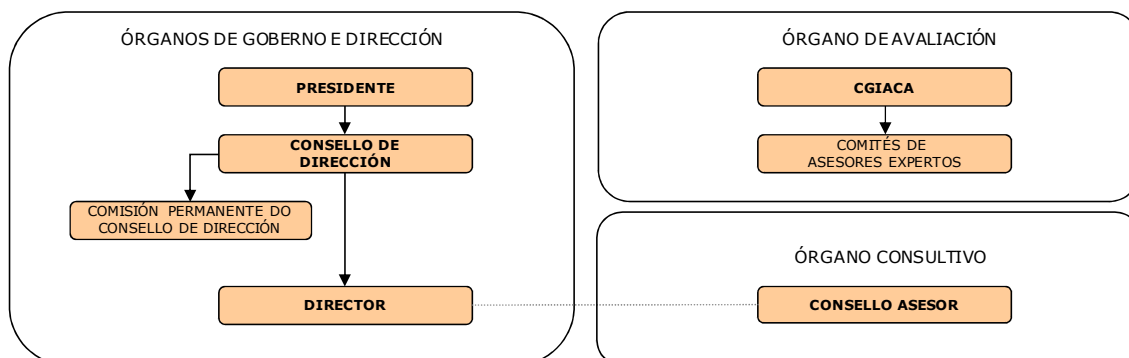 ÓRGANOS DE GOBERNO E DIRECCIÓN
PRESIDENTE
CONSELLO DE
DIRECCIÓN
COMISIÓN PERMANENTE DO
CONSELLO DE DIRECCIÓN
DIRECTOR
ÓRGANO DE AVALIACIÓN
CGIACA
COMITÉS DE
ASESORES EXPERTOS
ÓRGANO CONSULTIVO
CONSELLO ASESOR